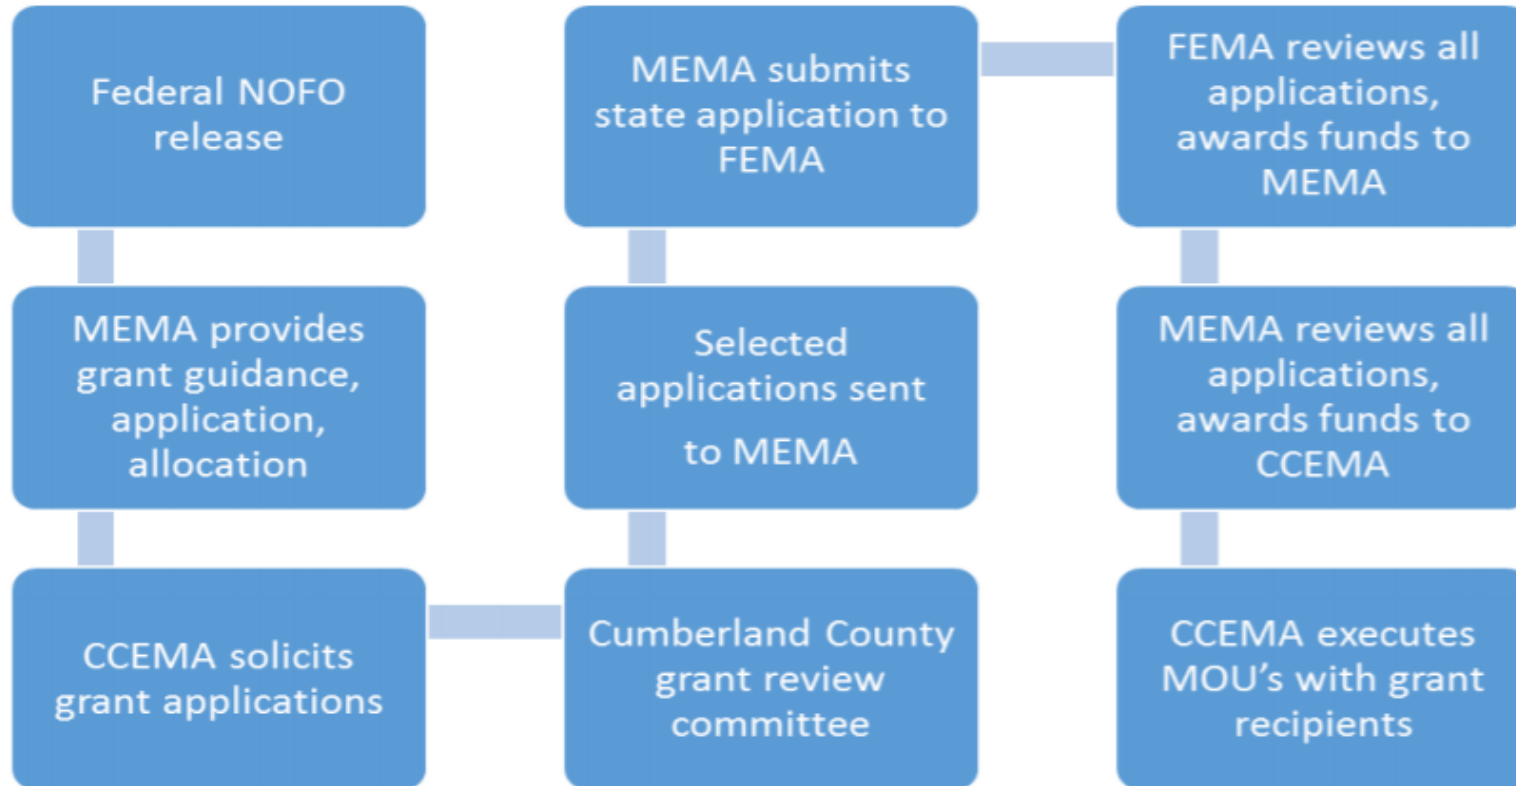 Federal NOFO
release
MEMA provides
grant guidance,
application,
allocation
CCEMA solicits
grant applications
Cumberland County
grant review
committee
Selected
applications sent
to MEMA
MEMA submits
state application to
FEMA
FEMA reviews all
applications,
awards funds to
MEMA
MEMA reviews all
applications,
awards funds to
CCEMA
CCEMA executes
MOU’s with grant
recipients